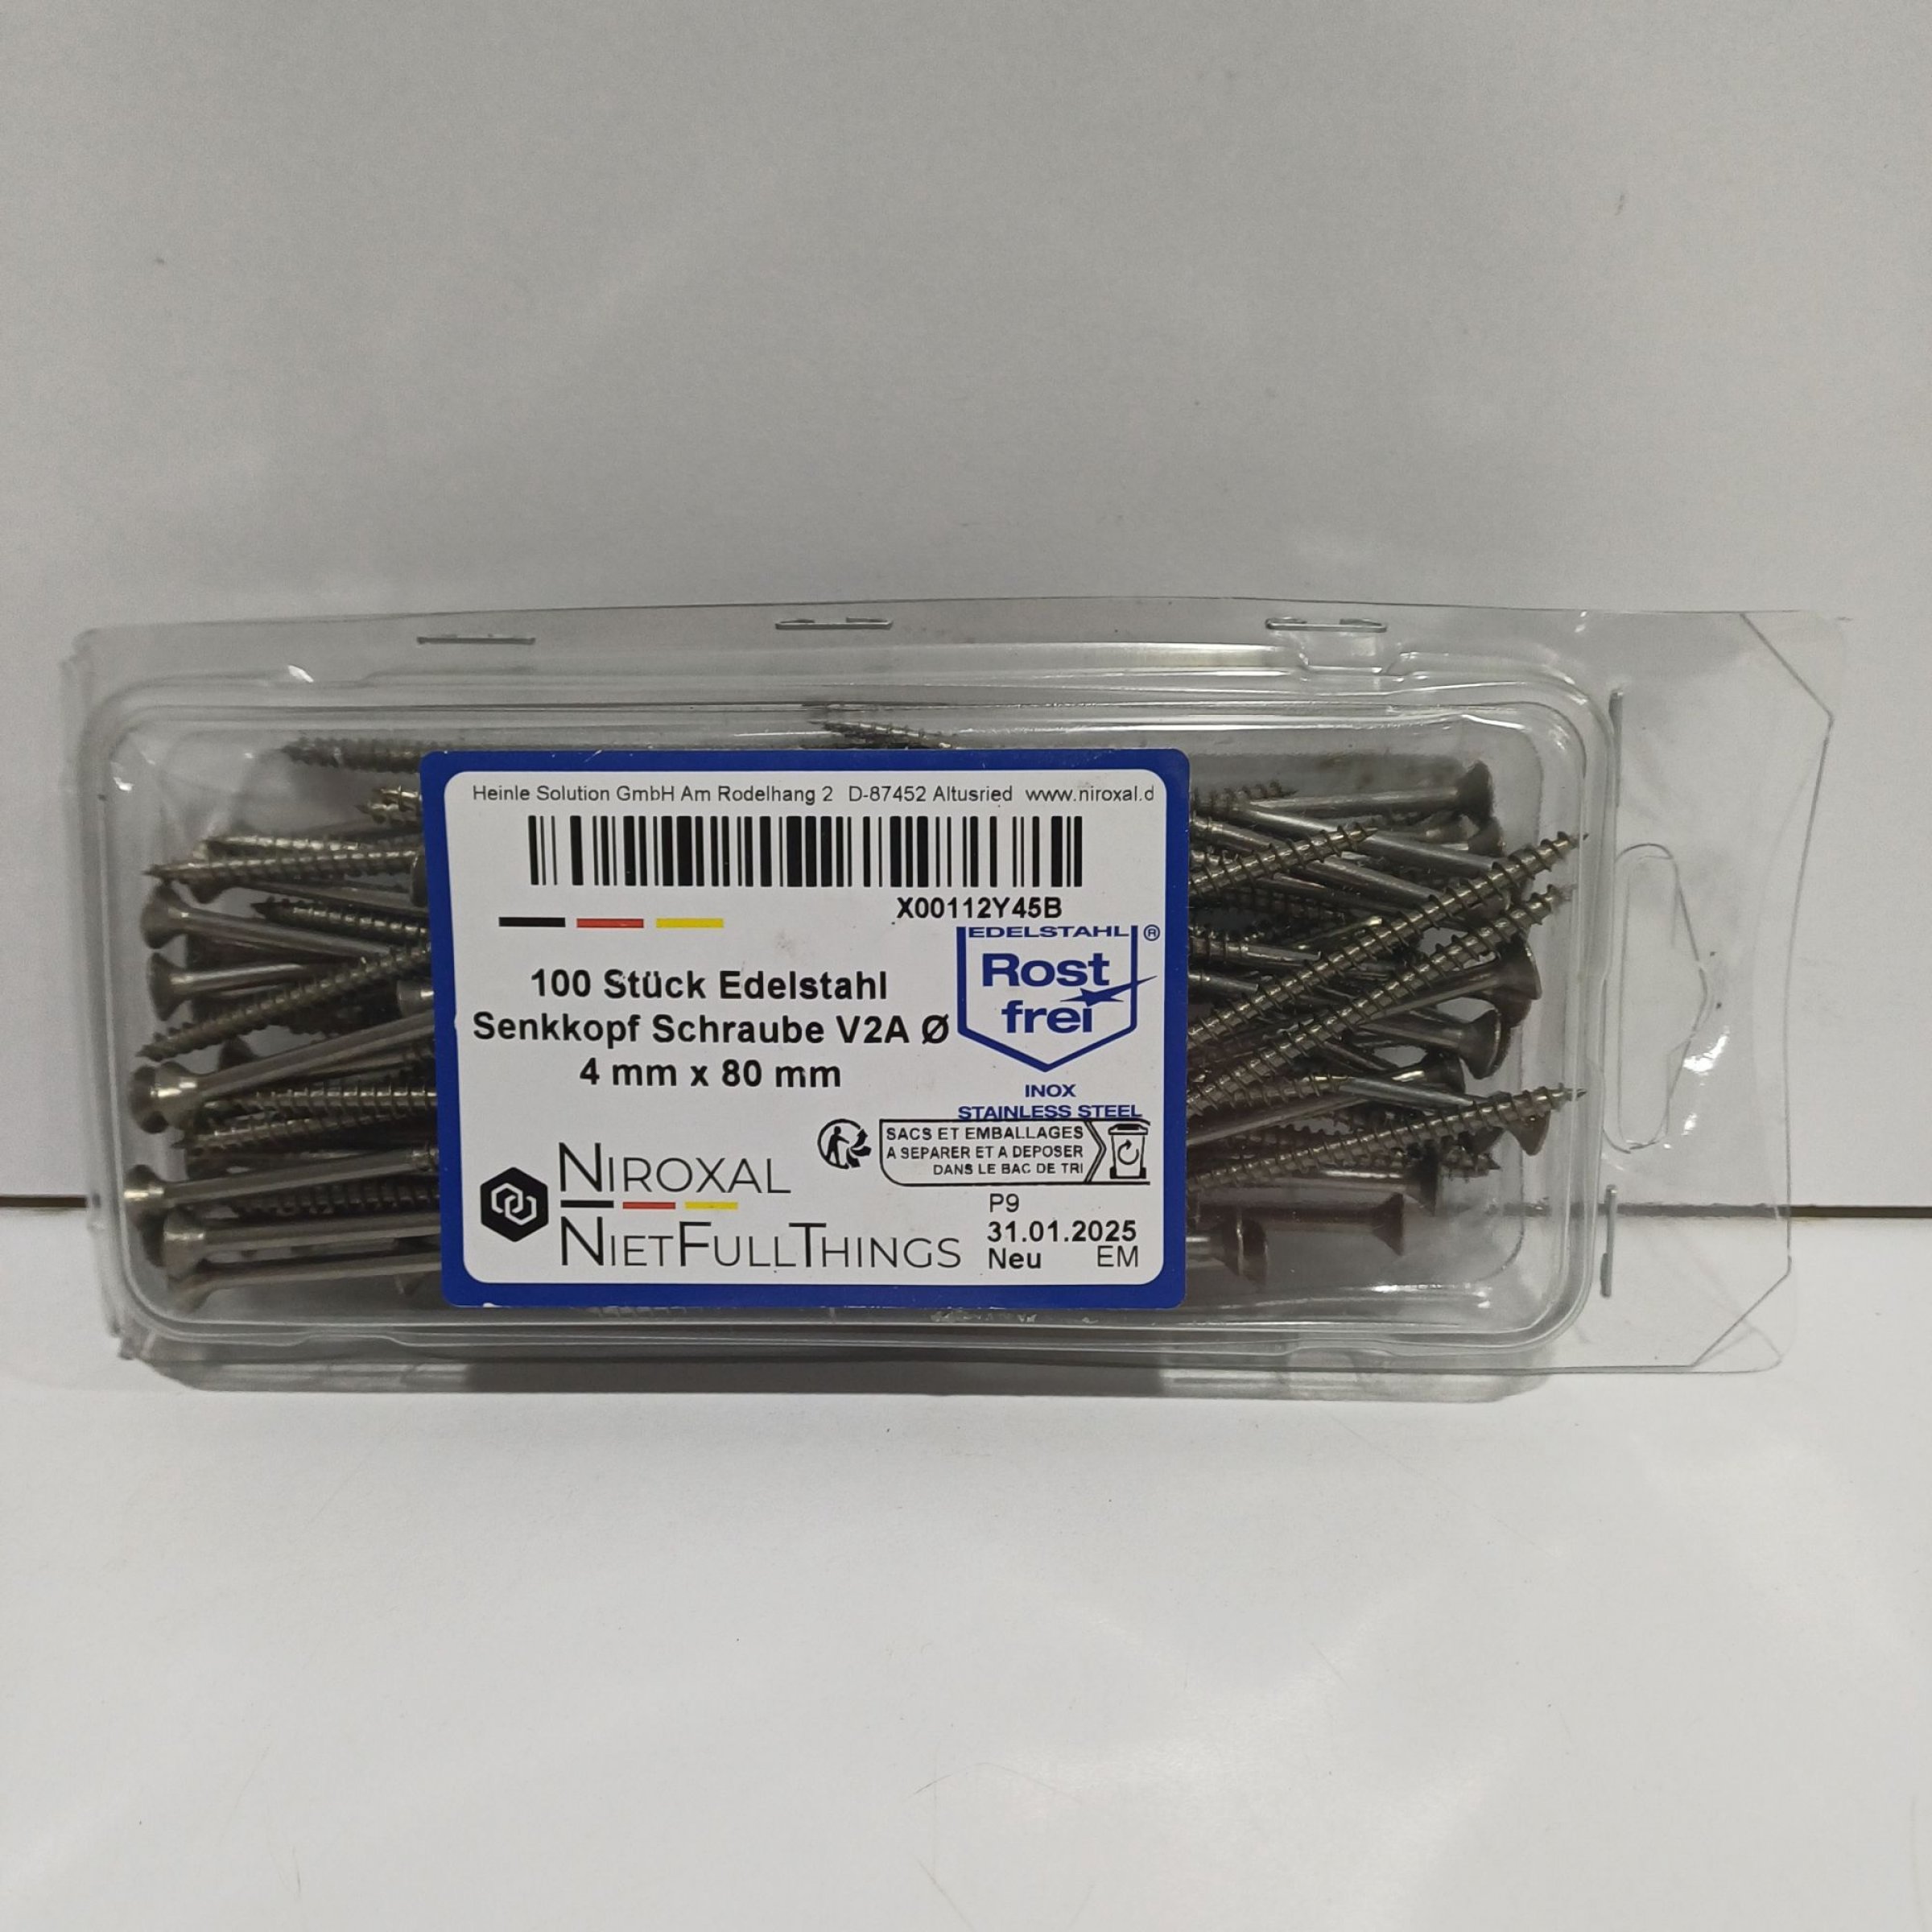 Heinle Solution GmbH Am Rodelhang 2 D-87452 Altusried www.niroxal.d
X00112Y45B
EDELSTAHL ®
Rost
frei
INOX
STAINLESS STEEL
100 Stück Edelstahl
Senkkopf Schraube V2A Ø
4 mm x 80 mm
SACS ET EMBALLAGES
A SEPARER ET A DEPOSER
DANS LE BAC DE TRI
NIROXAL
NIETFULLTHINGS
P9
31.01.2025
Neu EM